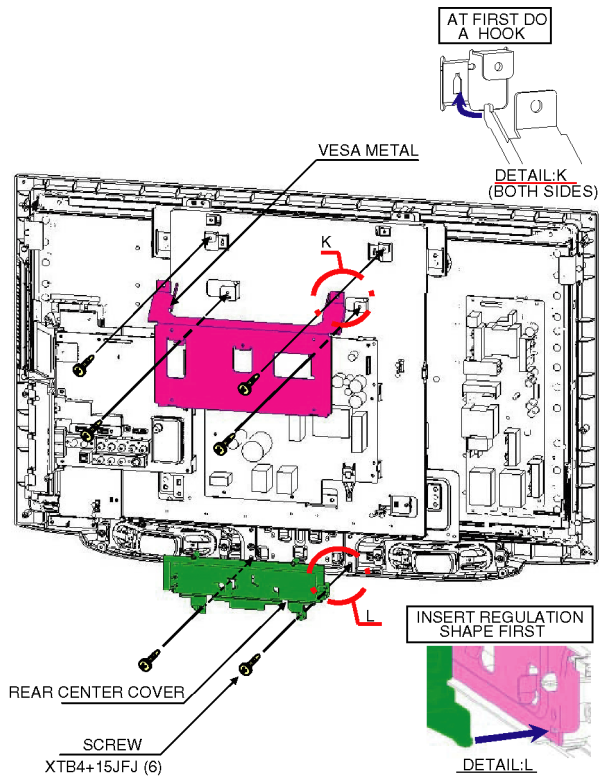 AT FIRST DO
A HOOK
VESA METAL
DETAIL:K
(BOTH SIDES)
K
L
INSERT REGULATION
SHAPE FIRST
REAR CENTER COVER
SCREW
XTB4+15JFJ (6)
DETAIL:L